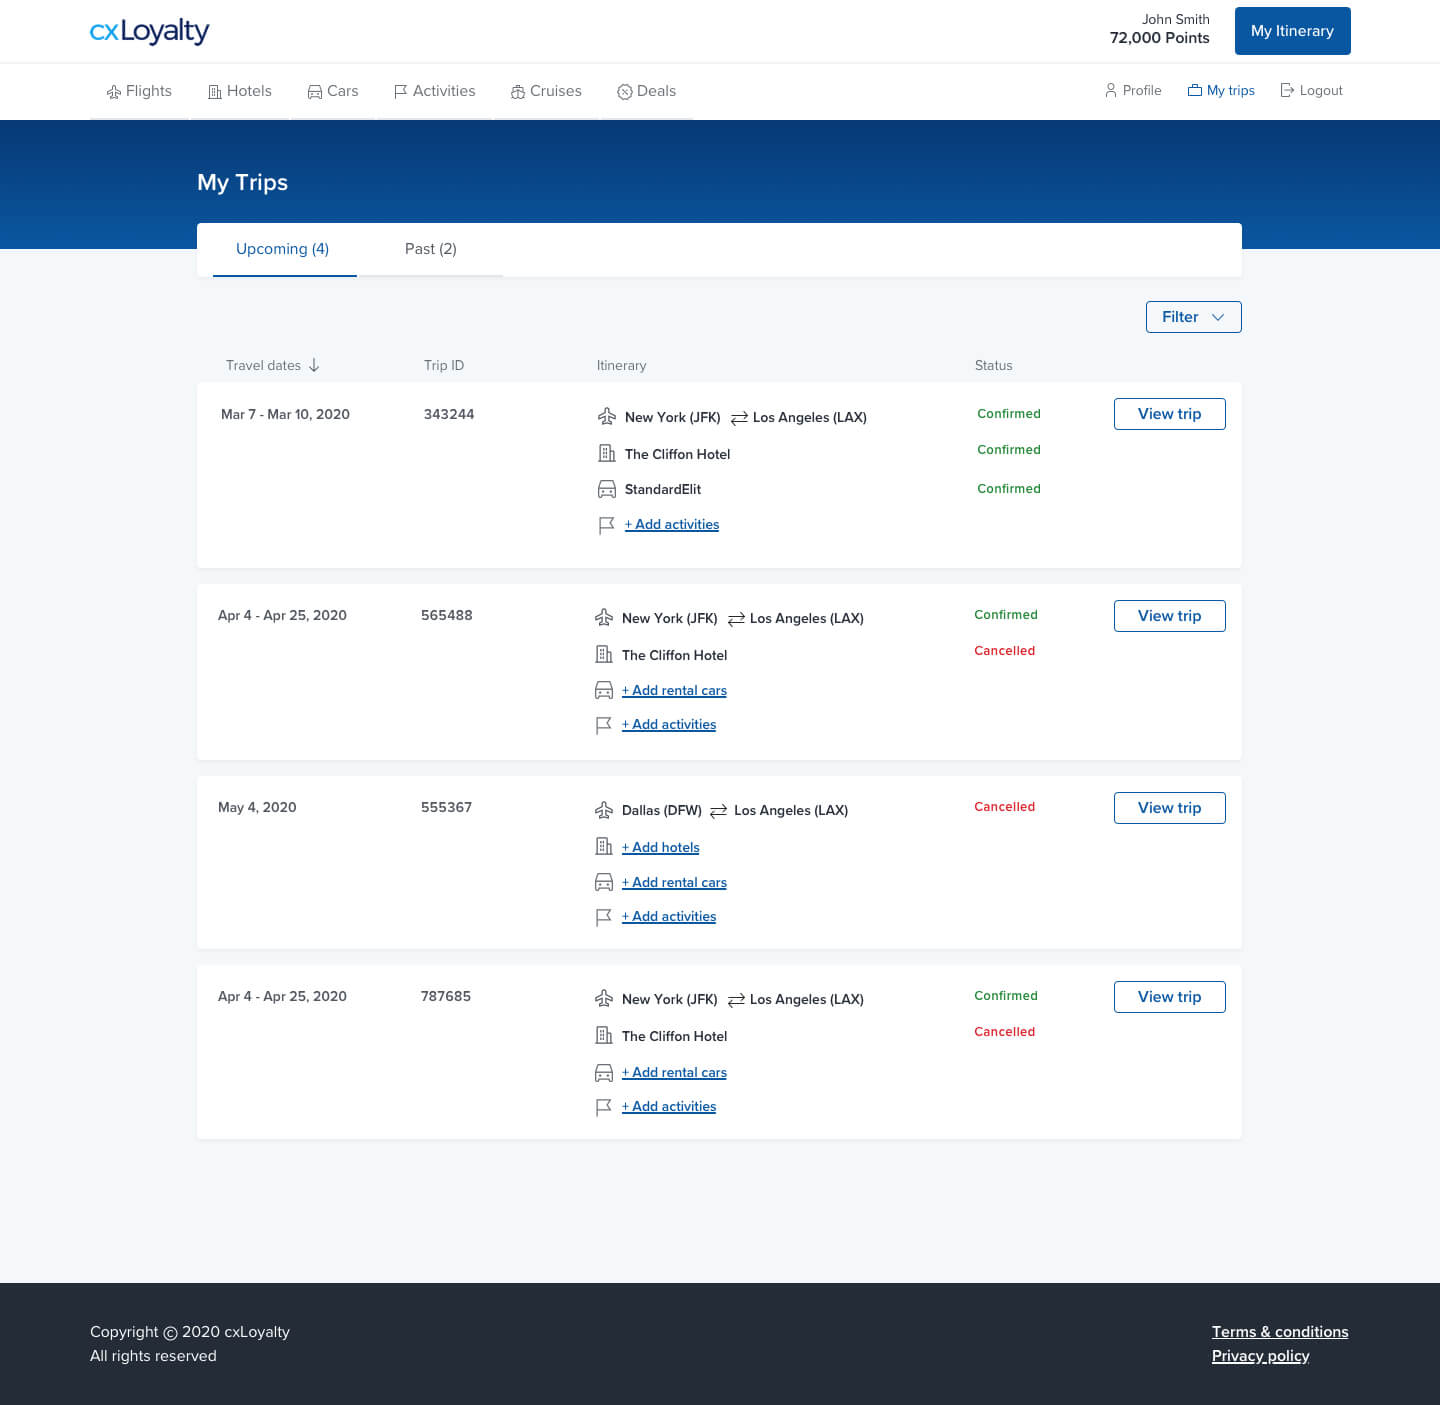 cxLoyalty
John Smith
72,000 Points
My Itinerary
Flights Hotels Cars Activities Cruises Deals
Profile My trips Logout
My Trips
Upcoming (4) Past (2)
Filter
Travel dates Trip ID Itinerary Status
Mar 7 - Mar 10, 2020 343244 New York (JFK) Los Angeles (LAX) Confirmed View trip
The Cliffon Hotel Confirmed
StandardElit Confirmed
+ Add activities
Apr 4 - Apr 25, 2020 565488 New York (JFK) Los Angeles (LAX) Confirmed View trip
The Cliffon Hotel Cancelled
+ Add rental cars
+ Add activities
May 4, 2020 555367 Dallas (DFW) Los Angeles (LAX) Cancelled View trip
+ Add hotels
+ Add rental cars
+ Add activities
Apr 4 - Apr 25, 2020 787685 New York (JFK) Los Angeles (LAX) Confirmed View trip
The Cliffon Hotel Cancelled
+ Add rental cars
+ Add activities
Copyright © 2020 cxLoyalty
All rights reserved
Terms & conditions
Privacy policy